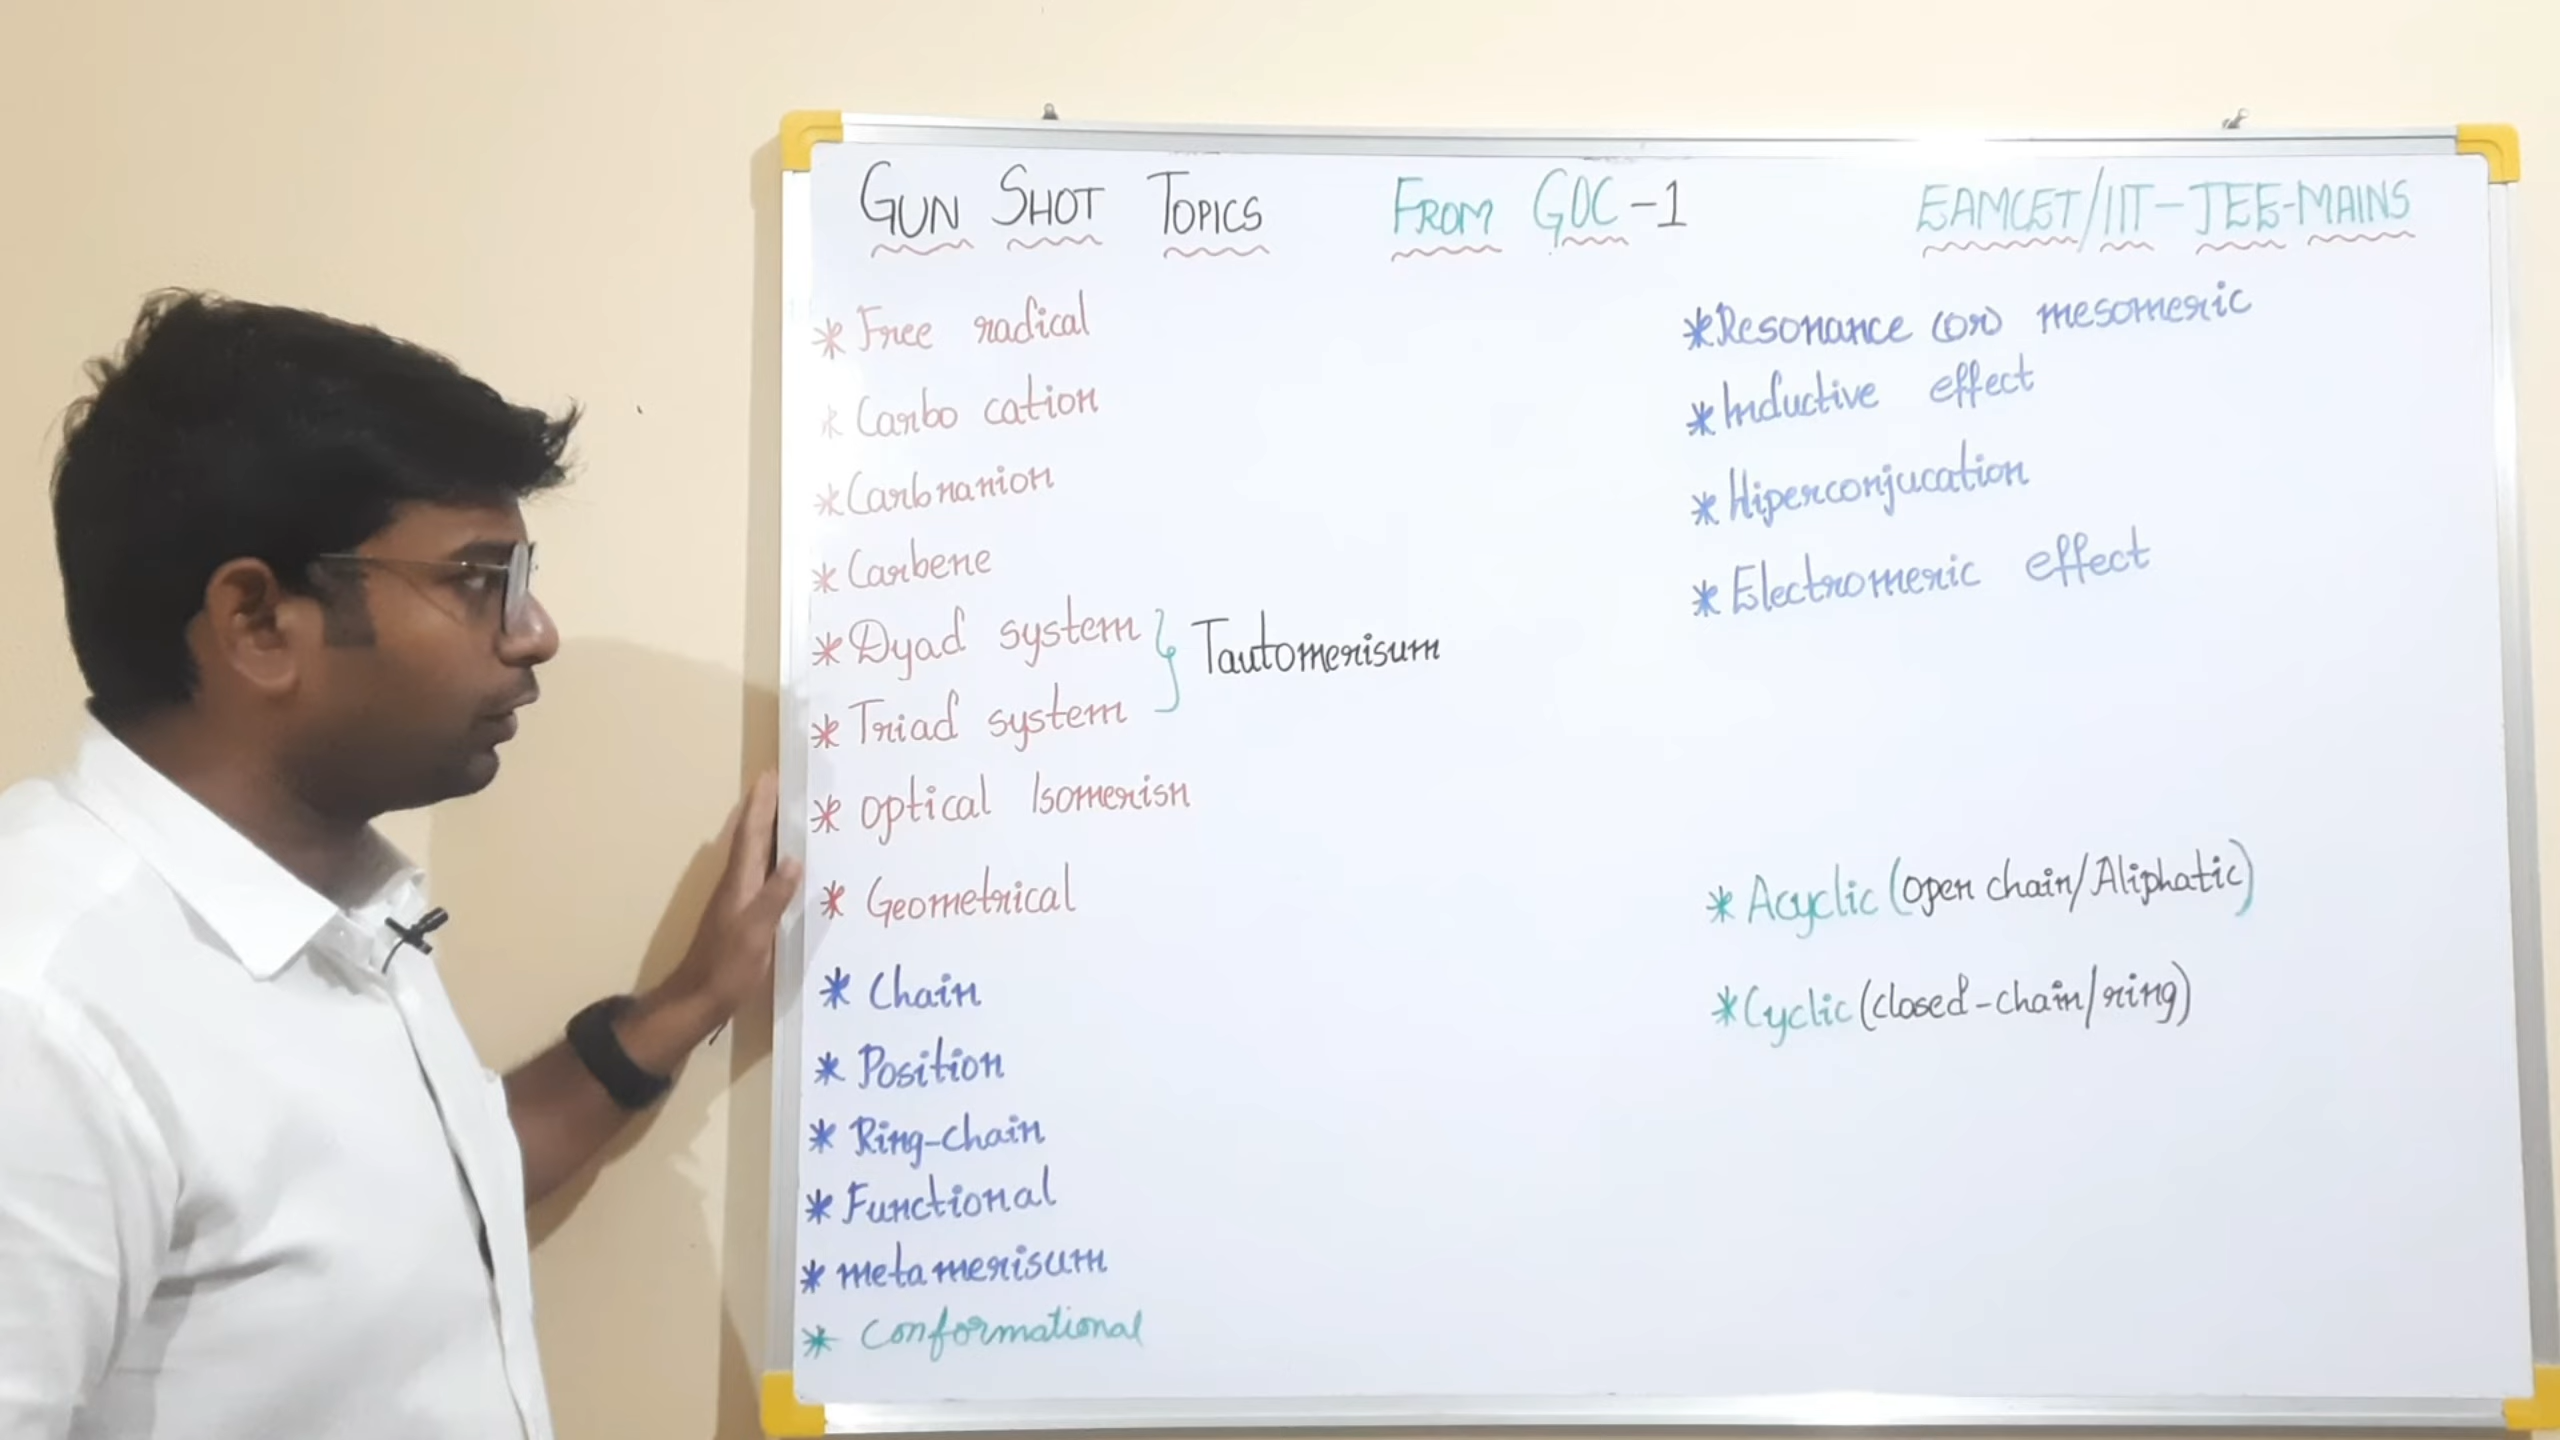 GUN SHOT TOPICS FROM GOC-1 EAMCET/IIT-JEE-MAINS
* Free radical
* Carbo cation
* Carbnanion
* Carbene
* Dyad system
* Triad system
Tautomerisum
* optical Isomerisn
* Geometrical
* Chain
* Position
* Ring-chain
* Functional
* metamerisum
* Conformational
* Resonance (or) mesomeric
* Inductive effect
* Hiperconjucation
* Electromeric effect
* Acyclic (open chain/Aliphatic)
* Cyclic (closed-chain/ring)